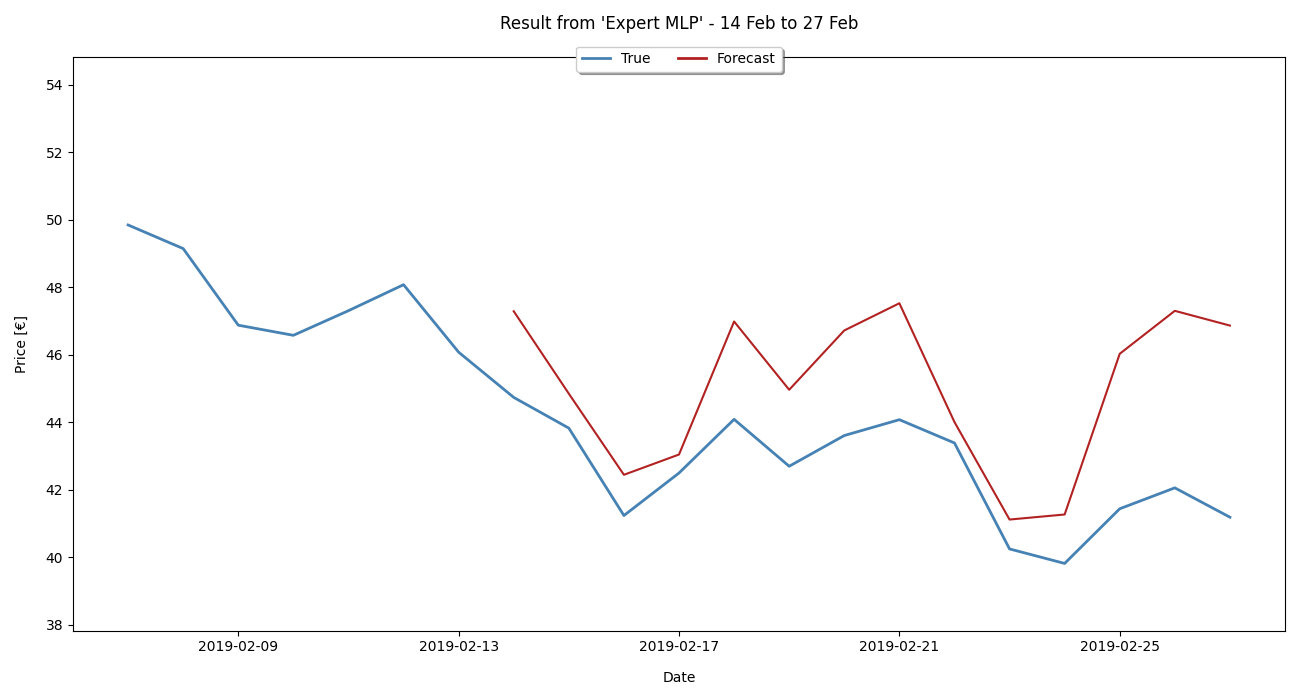 Result from 'Expert MLP' - 14 Feb to 27 Feb
True Forecast
54
52
50
48
46
44
42
40
38
Price [€]
2019-02-09 2019-02-13 2019-02-17 2019-02-21 2019-02-25
Date